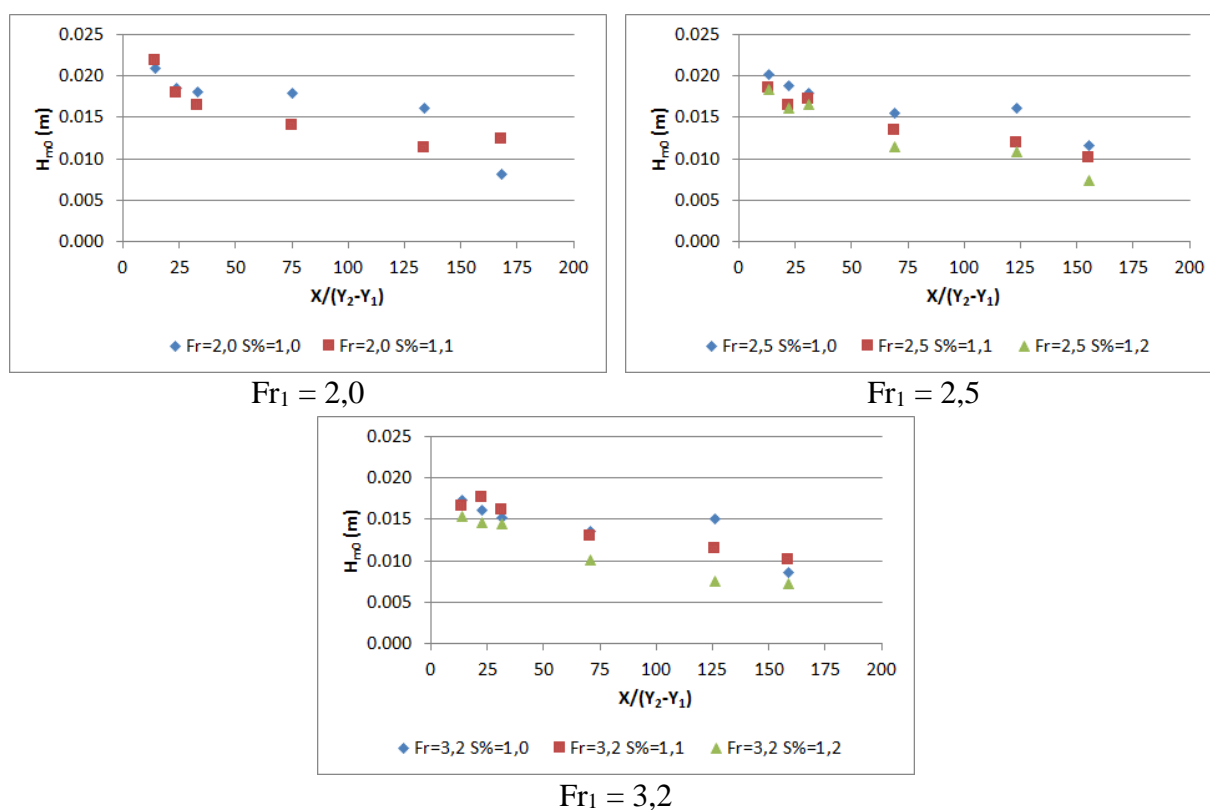 0.025
0.020
0.015
0.010
0.005
0.000
H_m0 (m)
0 25 50 75 100 125 150 175 200
X/(Y₂-Y₁)
Fr=2,0 S%=1,0 Fr=2,0 S%=1,1
Fr₁ = 2,0
0.025
0.020
0.015
0.010
0.005
0.000
H_m0 (m)
0 25 50 75 100 125 150 175 200
X/(Y₂-Y₁)
Fr=2,5 S%=1,0 Fr=2,5 S%=1,1 Fr=2,5 S%=1,2
Fr₁ = 2,5
0.025
0.020
0.015
0.010
0.005
0.000
H_m0 (m)
0 25 50 75 100 125 150 175 200
X/(Y₂-Y₁)
Fr=3,2 S%=1,0 Fr=3,2 S%=1,1 Fr=3,2 S%=1,2
Fr₁ = 3,2